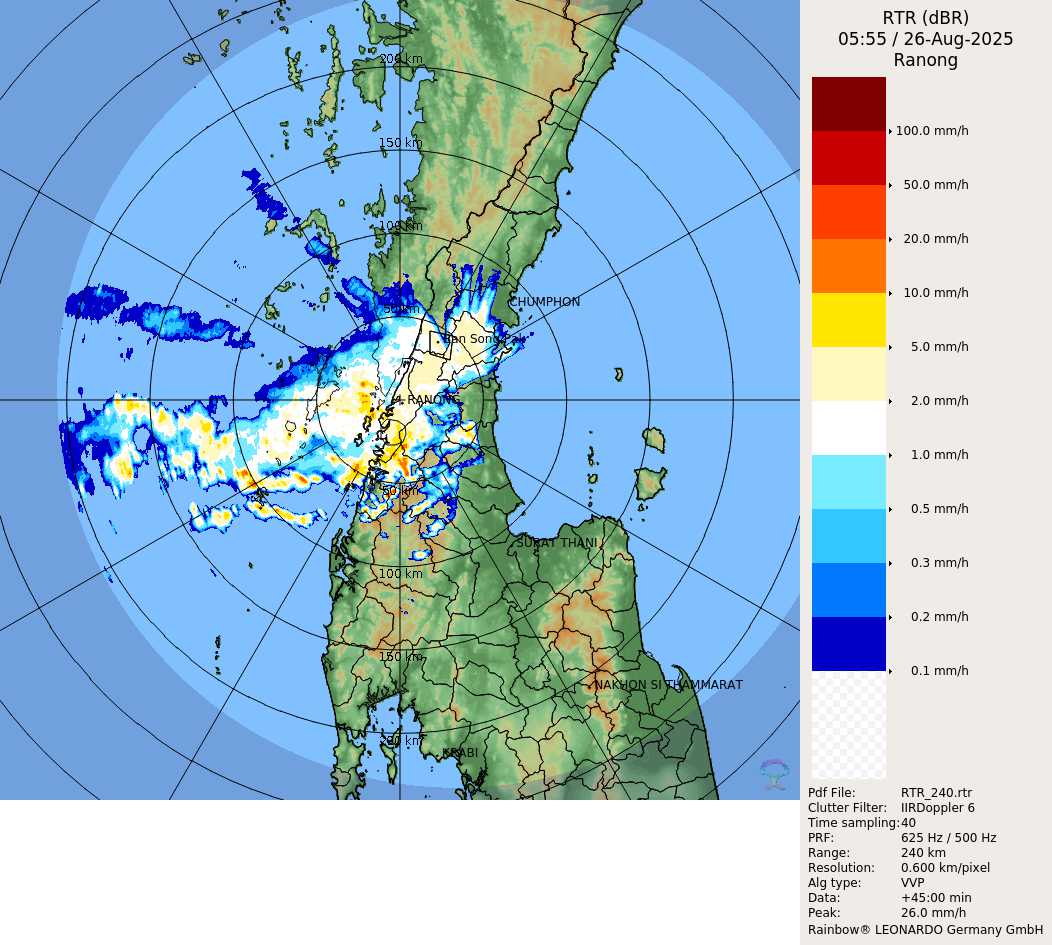 RTR (dBR)
05:55 / 26-Aug-2025
Ranong
100.0 mm/h
50.0 mm/h
20.0 mm/h
10.0 mm/h
5.0 mm/h
2.0 mm/h
1.0 mm/h
0.5 mm/h
0.3 mm/h
0.2 mm/h
0.1 mm/h
Pdf File: RTR_240.rtr
Clutter Filter: IIRDoppler 6
Time sampling: 40
PRF: 625 Hz / 500 Hz
Range: 240 km
Resolution: 0.600 km/pixel
Alg type: VVP
Data: +45:00 min
Peak: 26.0 mm/h
Rainbow® LEONARDO Germany GmbH
200 km
150 km
100 km
50 km
CHUMPHON
RANONG
50 km
SURAT THANI
100 km
150 km
NAKHON SI THAMMARAT
200 km
KRABI